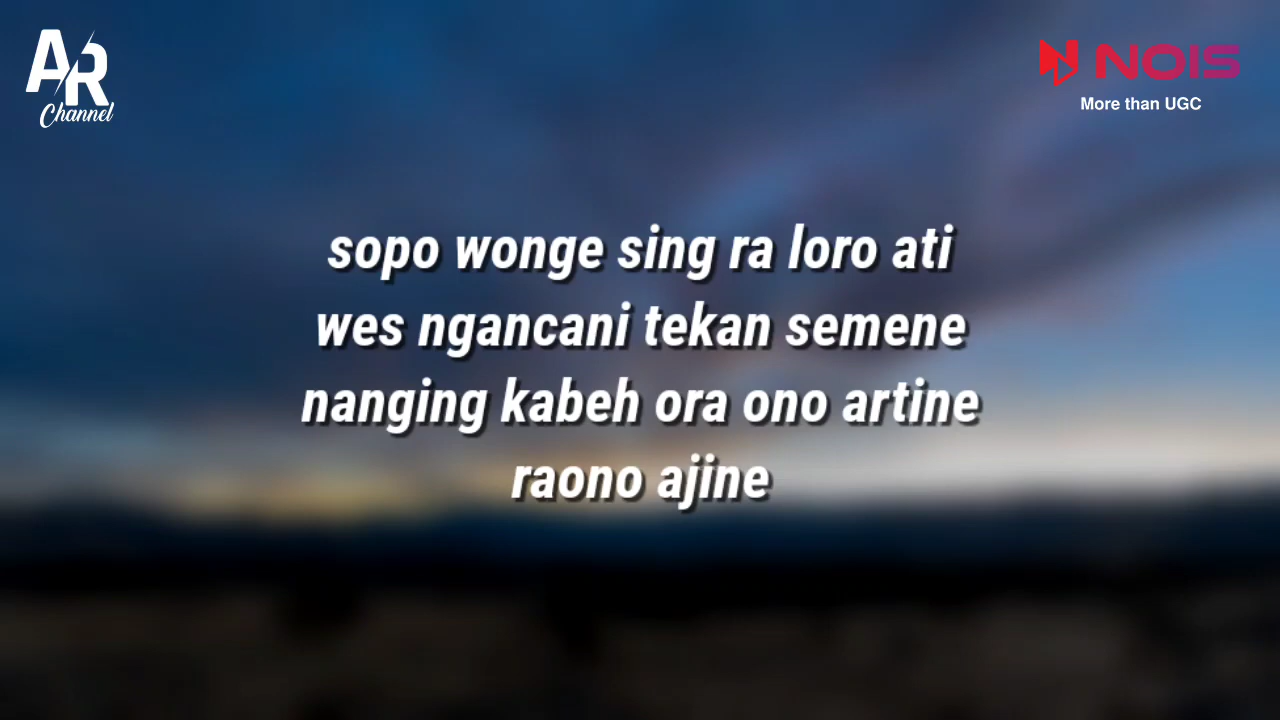 AR
Channel
NOIS
More than UGC
sopo wonge sing ra loro ati
wes ngancani tekan semene
nanging kabeh ora ono artine
raono ajine